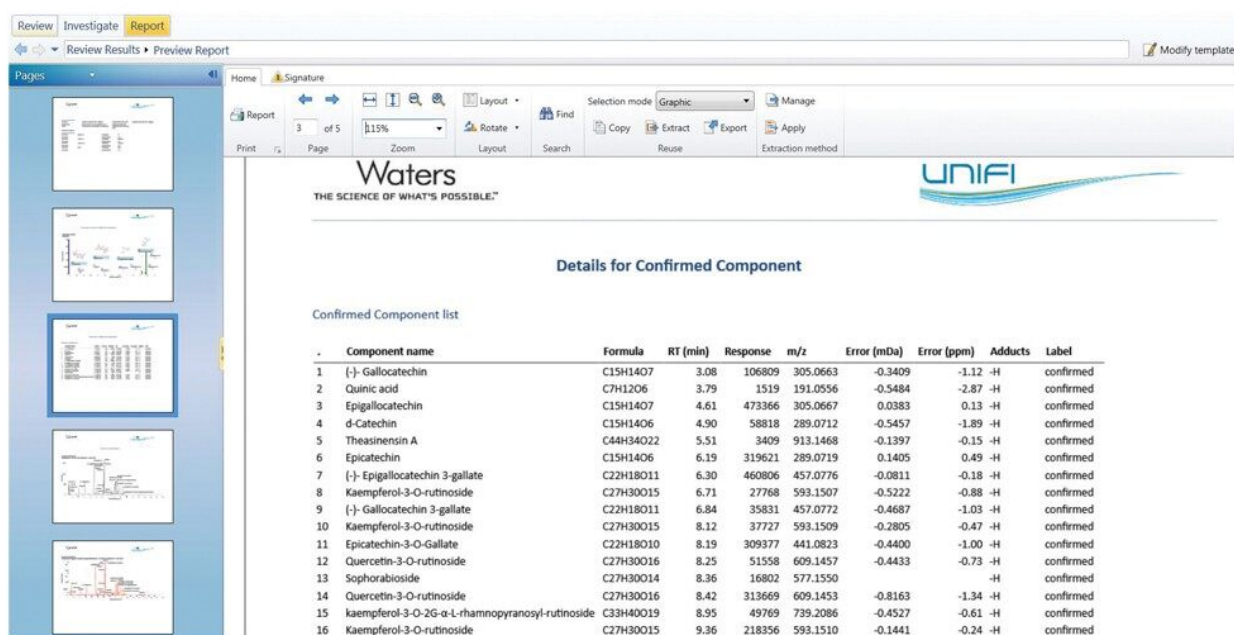 Review Investigate Report
Review Results ▸ Preview Report
Modify template
Pages
Home Signature
Report
3 of 5
115%
Layout
Rotate
Find
Selection mode Graphic
Copy Extract Export
Manage
Apply
Print Page Zoom Layout Search Reuse Extraction method
Waters
THE SCIENCE OF WHAT'S POSSIBLE.™
UNIFI
Details for Confirmed Component
Confirmed Component list
. Component name Formula RT (min) Response m/z Error (mDa) Error (ppm) Adducts Label
1 (-)- Gallocatechin C15H14O7 3.08 106809 305.0663 -0.3409 -1.12 -H confirmed
2 Quinic acid C7H12O6 3.79 1519 191.0556 -0.5484 -2.87 -H confirmed
3 Epigallocatechin C15H14O7 4.61 473366 305.0667 0.0383 0.13 -H confirmed
4 d-Catechin C15H14O6 4.90 58818 289.0712 -0.5457 -1.89 -H confirmed
5 Theasinensin A C44H34O22 5.51 3409 913.1468 -0.1397 -0.15 -H confirmed
6 Epicatechin C15H14O6 6.19 319621 289.0719 0.1405 0.49 -H confirmed
7 (-)- Epigallocatechin 3-gallate C22H18O11 6.30 460806 457.0776 -0.0811 -0.18 -H confirmed
8 Kaempferol-3-O-rutinoside C27H30O15 6.71 27768 593.1507 -0.5222 -0.88 -H confirmed
9 (-)- Gallocatechin 3-gallate C22H18O11 6.84 35831 457.0772 -0.4687 -1.03 -H confirmed
10 Kaempferol-3-O-rutinoside C27H30O15 8.12 37727 593.1509 -0.2805 -0.47 -H confirmed
11 Epicatechin-3-O-Gallate C22H18O10 8.19 309377 441.0823 -0.4400 -1.00 -H confirmed
12 Quercetin-3-O-rutinoside C27H30O16 8.25 51558 609.1457 -0.4433 -0.73 -H confirmed
13 Sophorabioside C27H30O14 8.36 16802 577.1550 -H confirmed
14 Quercetin-3-O-rutinoside C27H30O16 8.42 313669 609.1453 -0.8163 -1.34 -H confirmed
15 kaempferol-3-O-2G-α-L-rhamnopyranosyl-rutinoside C33H40O19 8.95 49769 739.2086 -0.4527 -0.61 -H confirmed
16 Kaempferol-3-O-rutinoside C27H30O15 9.36 218356 593.1510 -0.1441 -0.24 -H confirmed